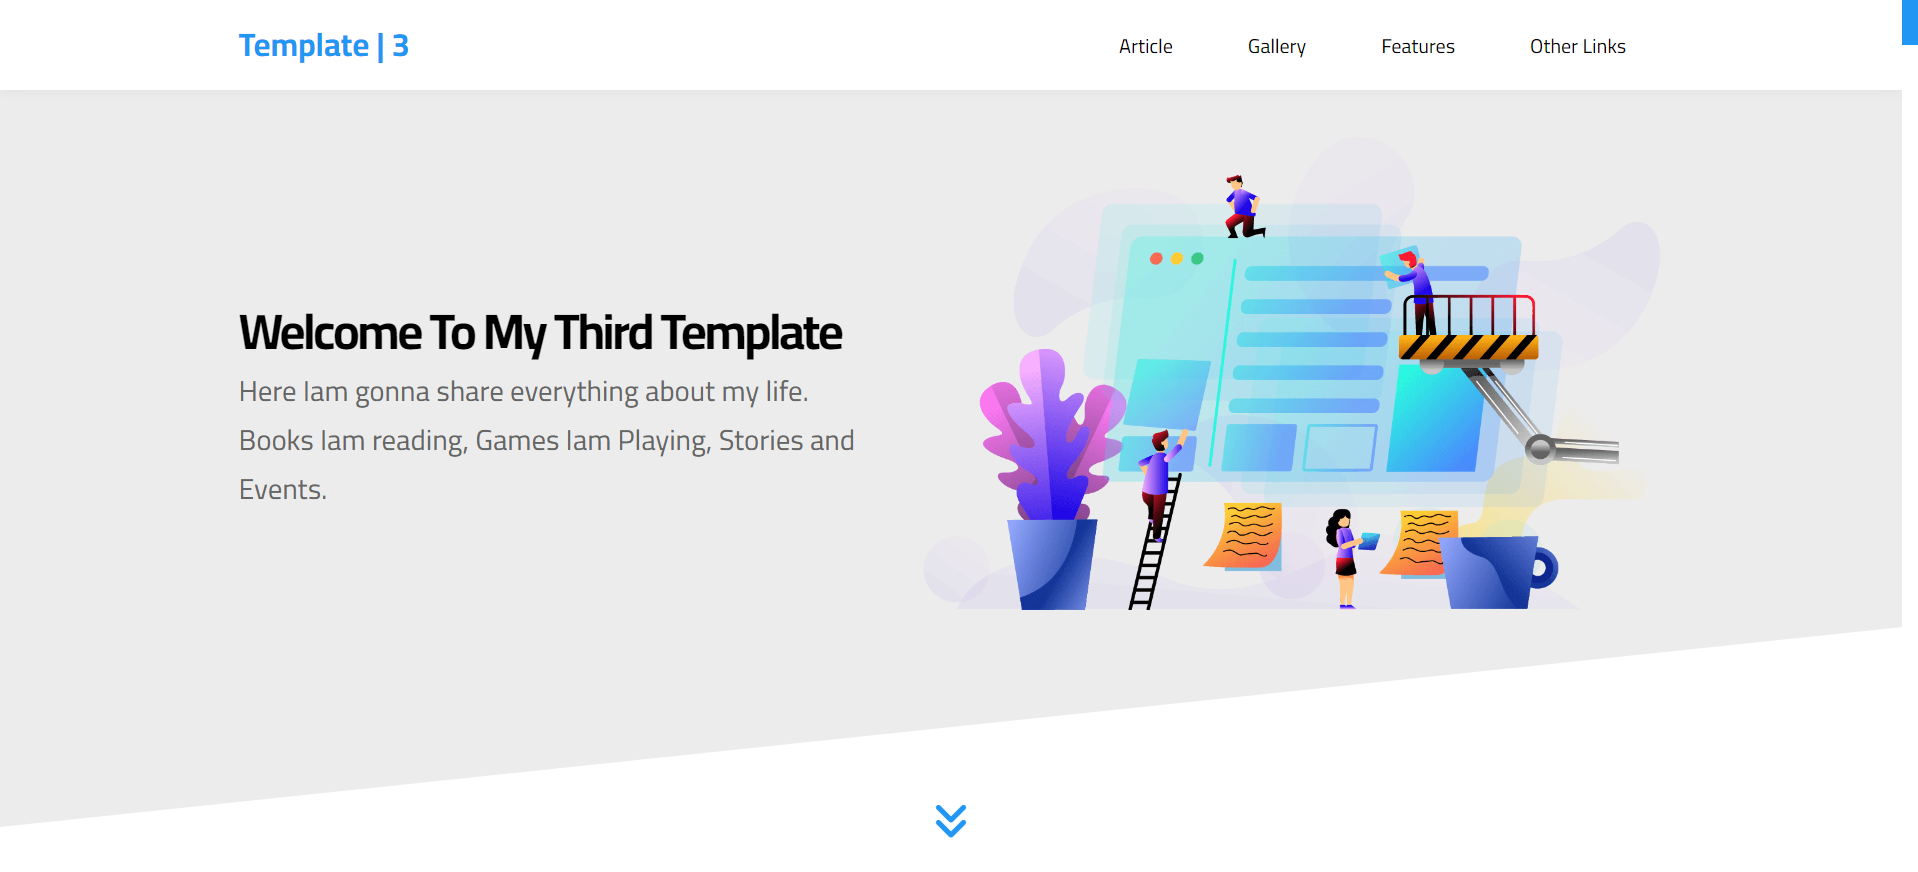 Template | 3
Article
Gallery
Features
Other Links
Welcome To My Third Template
Here Iam gonna share everything about my life.
Books Iam reading, Games Iam Playing, Stories and
Events.